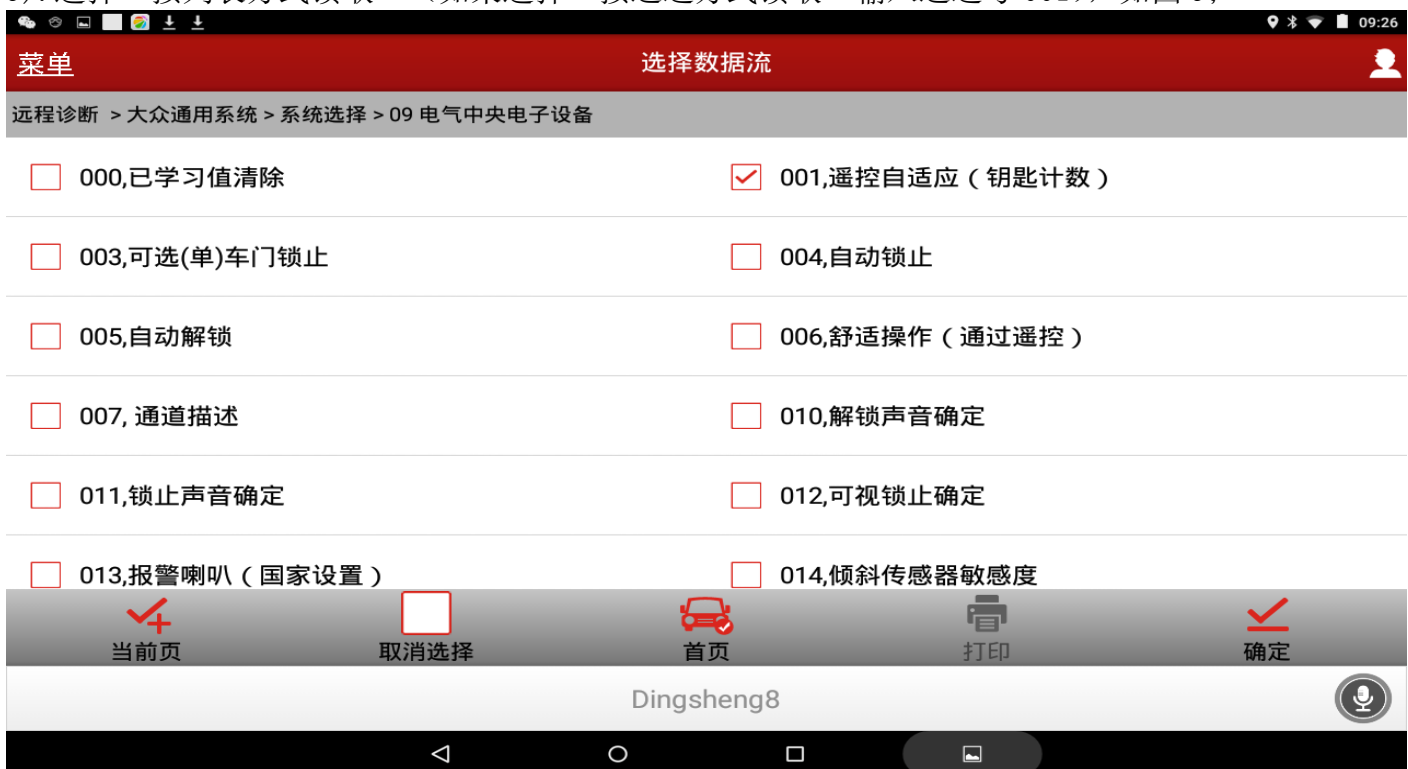 09:26
菜单
选择数据流
远程诊断 > 大众通用系统 > 系统选择 > 09 电气中央电子设备
000,已学习值清除
001,遥控自适应（钥匙计数）
003,可选(单)车门锁止
004,自动锁止
005,自动解锁
006,舒适操作（通过遥控）
007, 通道描述
010,解锁声音确定
011,锁止声音确定
012,可视锁止确定
013,报警喇叭（国家设置）
014,倾斜传感器敏感度
当前页
取消选择
首页
打印
确定
Dingsheng8